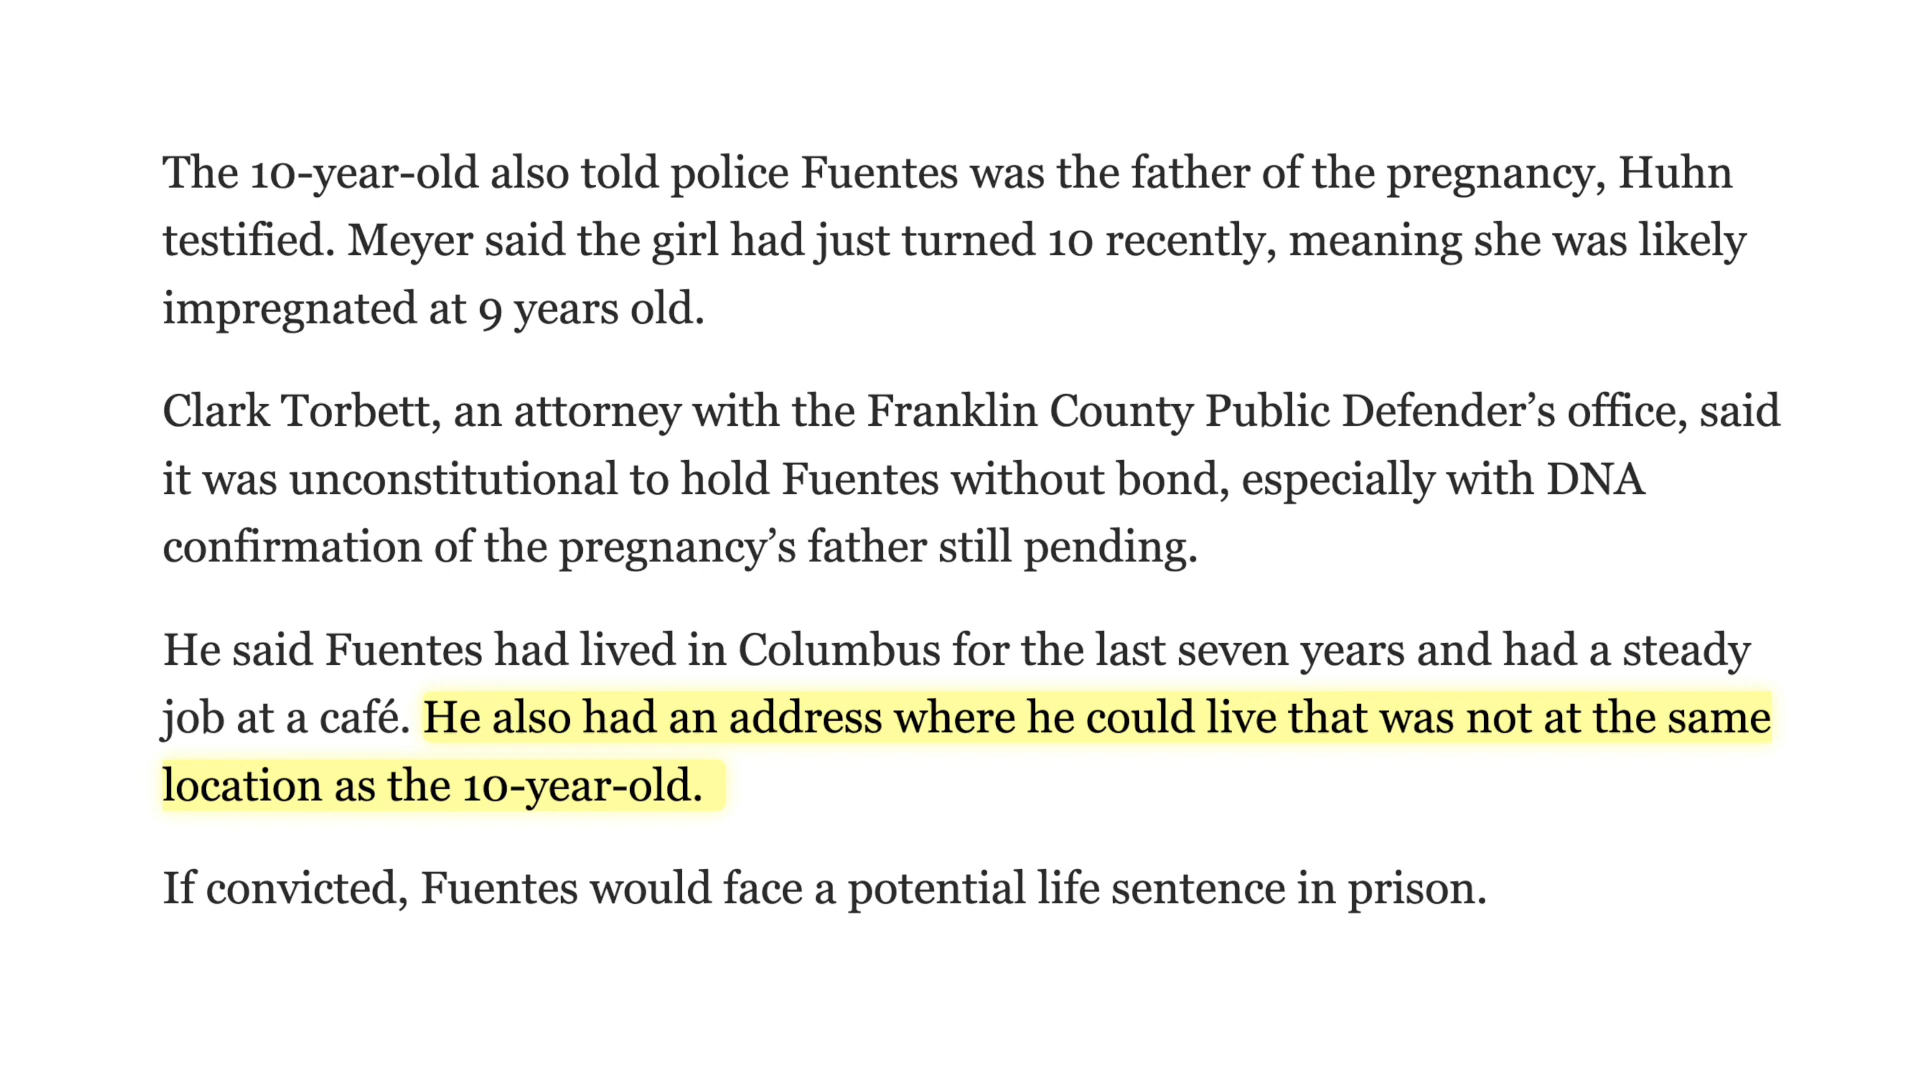 The 10-year-old also told police Fuentes was the father of the pregnancy, Huhn
testified. Meyer said the girl had just turned 10 recently, meaning she was likely
impregnated at 9 years old.
Clark Torbett, an attorney with the Franklin County Public Defender’s office, said
it was unconstitutional to hold Fuentes without bond, especially with DNA
confirmation of the pregnancy’s father still pending.
He said Fuentes had lived in Columbus for the last seven years and had a steady
job at a café. He also had an address where he could live that was not at the same
location as the 10-year-old.
If convicted, Fuentes would face a potential life sentence in prison.